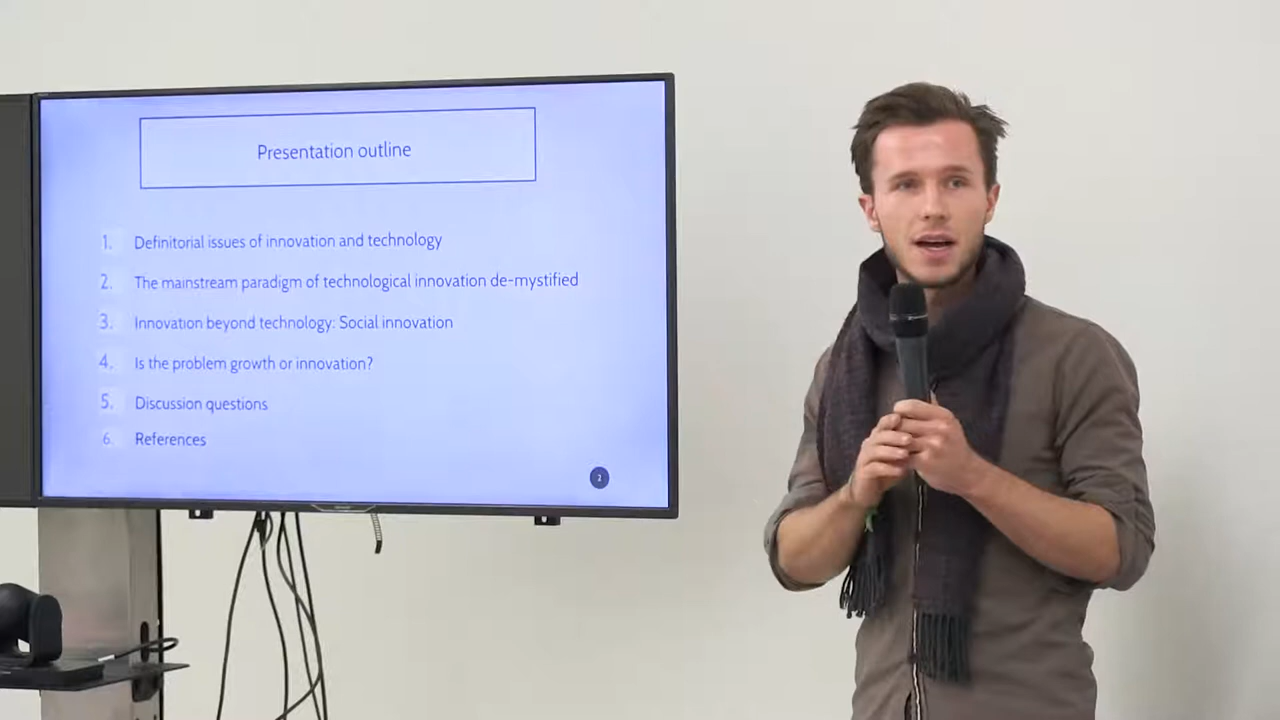 Presentation outline
1. Definitorial issues of innovation and technology
2. The mainstream paradigm of technological innovation de-mystified
3. Innovation beyond technology: Social innovation
4. Is the problem growth or innovation?
5. Discussion questions
6. References
2